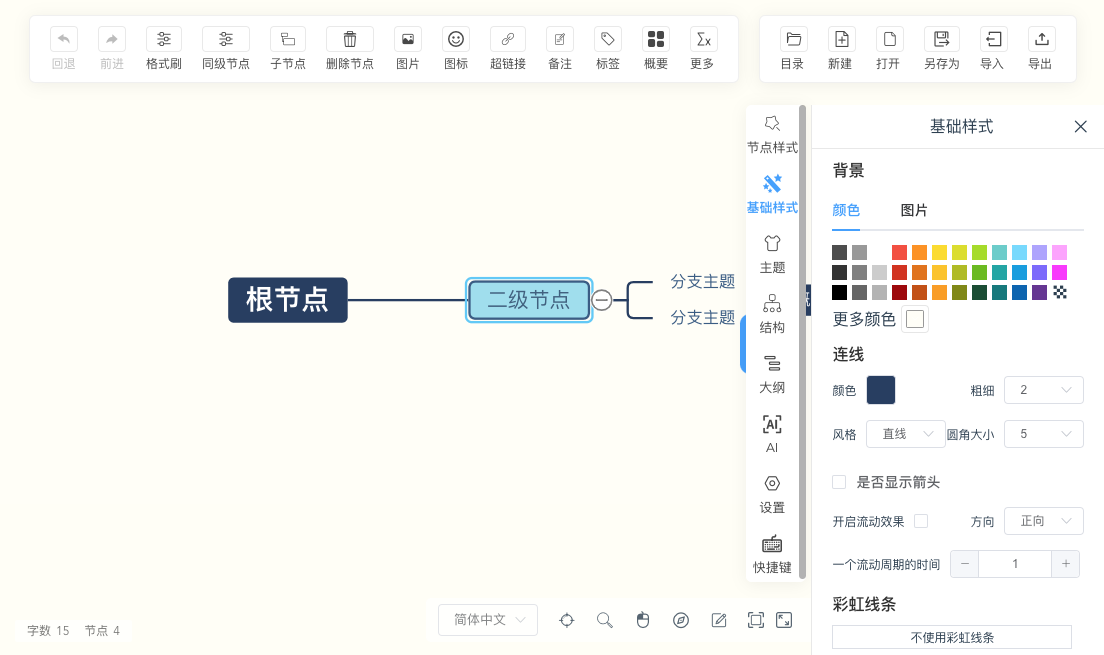 回退 前进 格式刷 同级节点 子节点 删除节点 图片 图标 超链接 备注 标签 概要 更多 目录 新建 打开 另存为 导入 导出
节点样式
基础样式
主题
结构
大纲
AI
设置
快捷键
基础样式
背景
颜色 图片
更多颜色
连线
颜色 粗细 2
风格 直线 圆角大小 5
是否显示箭头
开启流动效果 方向 正向
一个流动周期的时间 − 1 +
彩虹线条
不使用彩虹线条
根节点
二级节点
分支主题
分支主题
字数 15 节点 4
简体中文